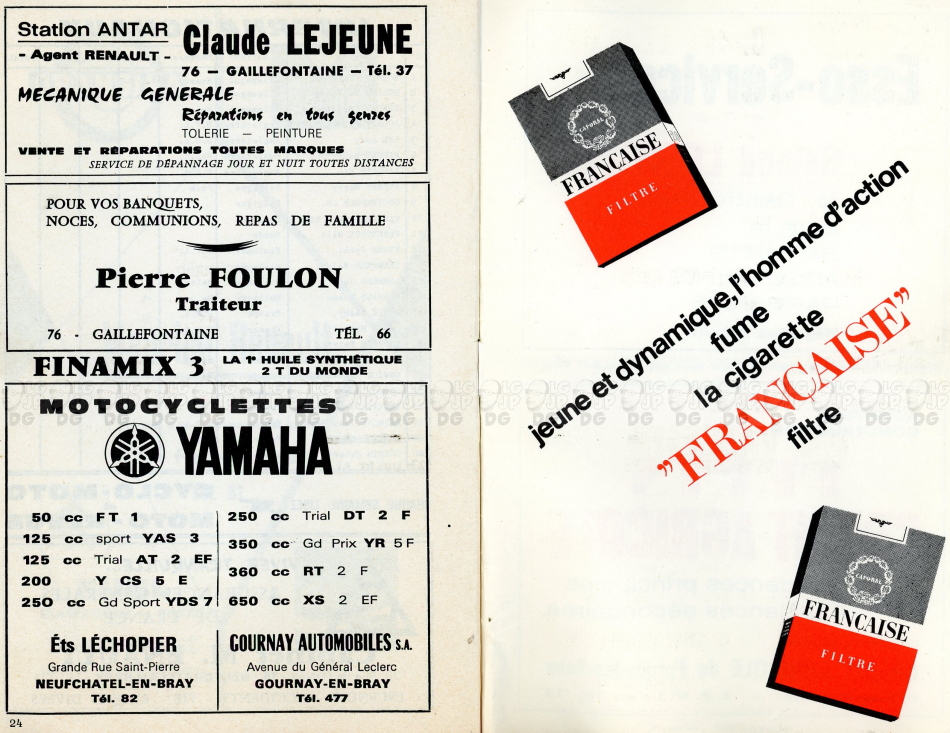 Station ANTAR
- Agent RENAULT -
Claude LEJEUNE
76 — GAILLEFONTAINE — Tél. 37
MECANIQUE GENERALE
Réparations en tous genres
TOLERIE — PEINTURE
VENTE ET RÉPARATIONS TOUTES MARQUES
SERVICE DE DÉPANNAGE JOUR ET NUIT TOUTES DISTANCES
POUR VOS BANQUETS,
NOCES, COMMUNIONS, REPAS DE FAMILLE
Pierre FOULON
Traiteur
76 - GAILLEFONTAINE TÉL. 66
FINAMIX 3
LA 1e HUILE SYNTHÉTIQUE
2 T DU MONDE
MOTOCYCLETTES
YAMAHA
50 cc FT 1
125 cc sport YAS 3
125 cc Trial AT 2 EF
200 Y CS 5 E
250 cc Gd Sport YDS 7
250 cc Trial DT 2 F
350 cc Gd Prix YR 5 F
360 cc RT 2 F
650 cc XS 2 EF
Éts LÉCHOPIER
Grande Rue Saint-Pierre
NEUFCHATEL-EN-BRAY
Tél. 82
GOURNAY AUTOMOBILES S.A.
Avenue du Général Leclerc
GOURNAY-EN-BRAY
Tél. 477
24
CAPORAL
FRANÇAISE
FILTRE
jeune et dynamique, l'homme d'action
fume
la cigarette
"FRANÇAISE"
filtre
CAPORAL
FRANÇAISE
FILTRE